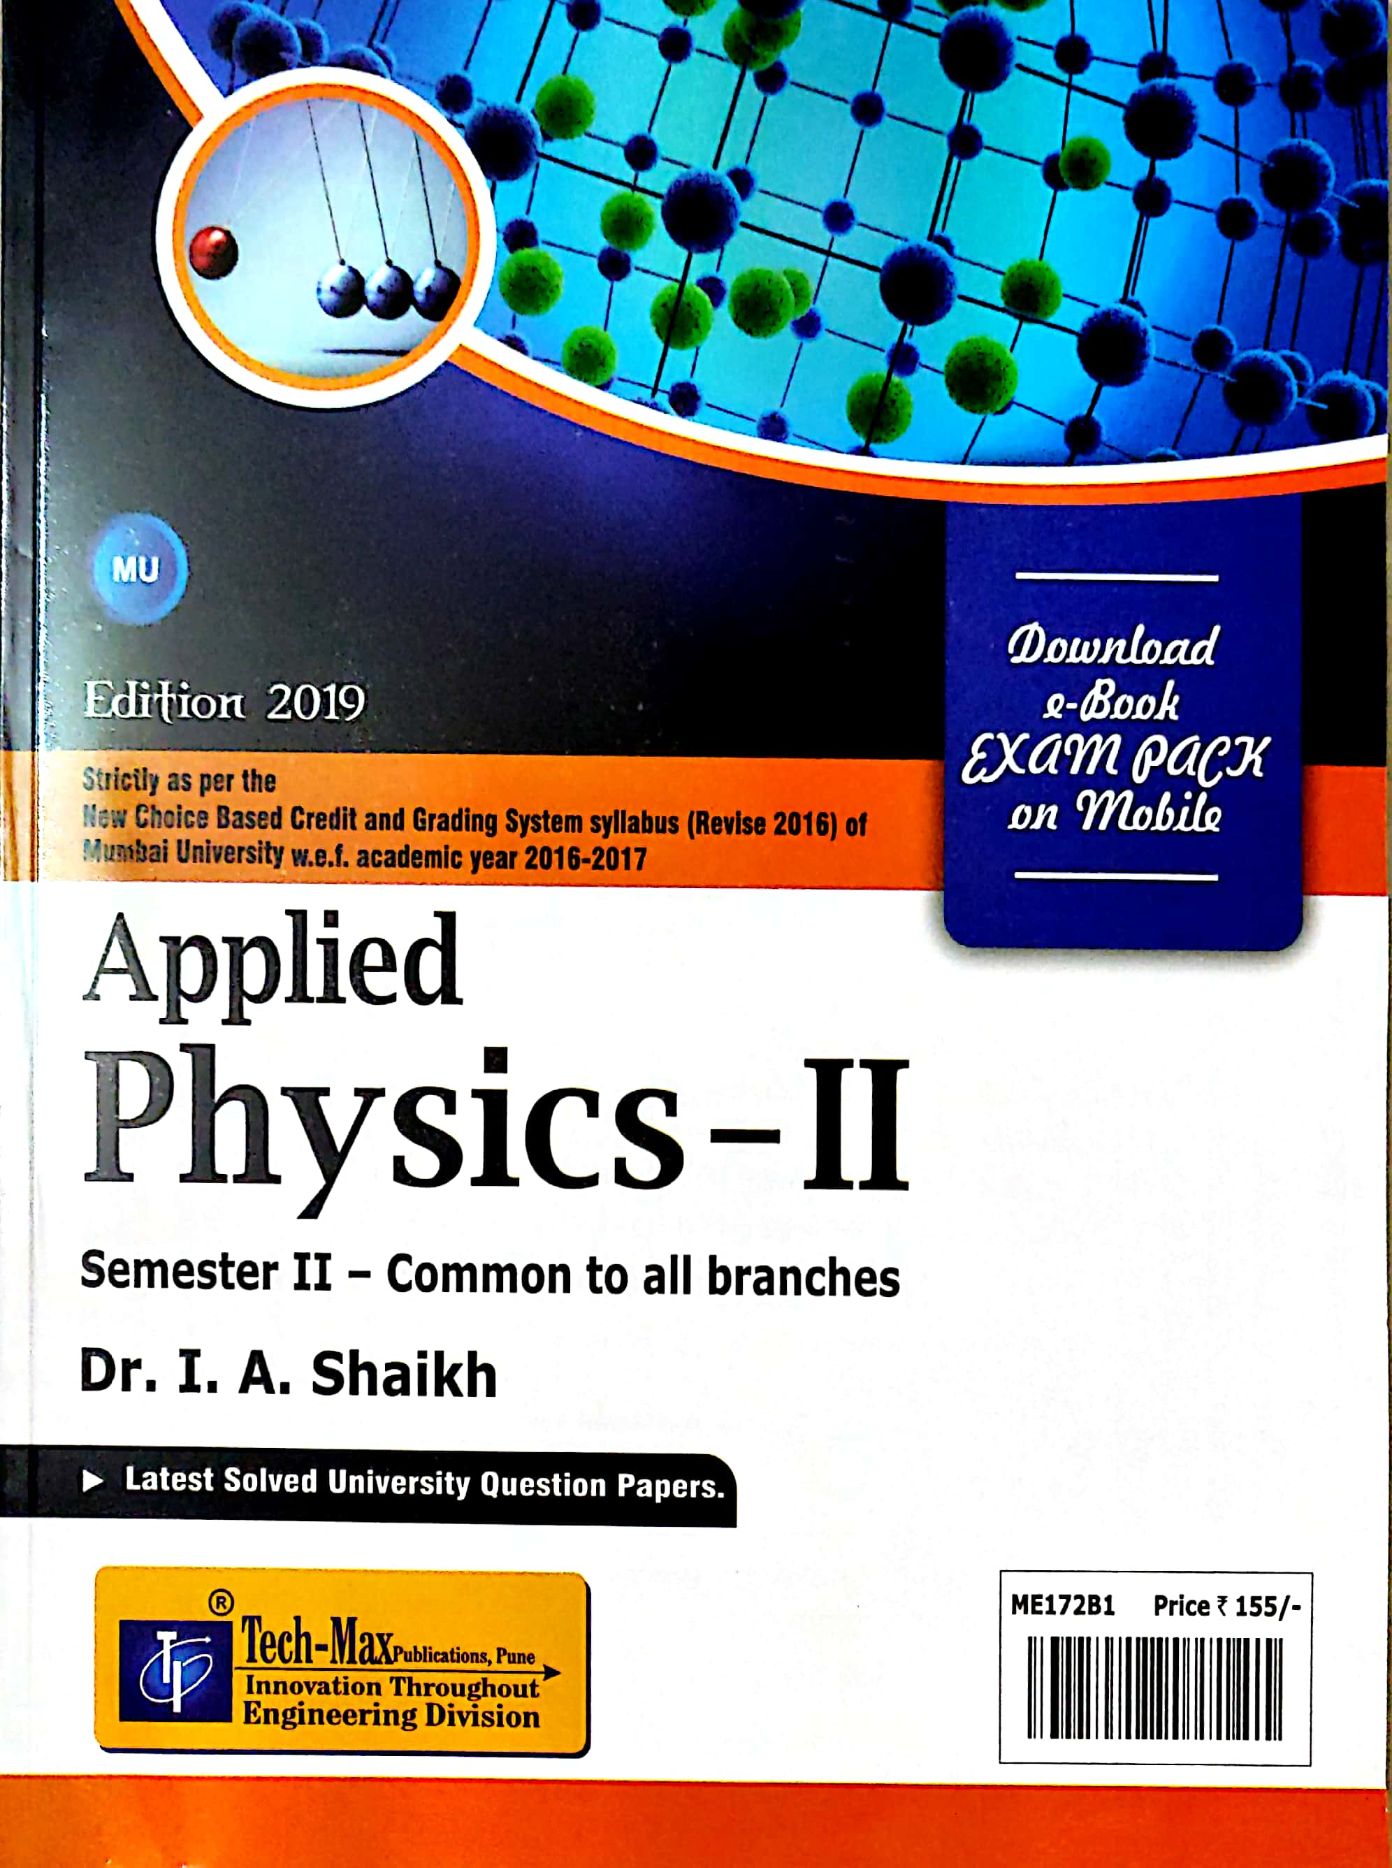 MU
Edition 2019
Download
e-Book
EXAM PACK
on Mobile
Strictly as per the
New Choice Based Credit and Grading System syllabus (Revise 2016) of
Mumbai University w.e.f. academic year 2016-2017
Applied
Physics – II
Semester II – Common to all branches
Dr. I. A. Shaikh
▶ Latest Solved University Question Papers.
®
Tech-Max Publications, Pune
Innovation Throughout
Engineering Division
ME172B1 Price ₹ 155/-